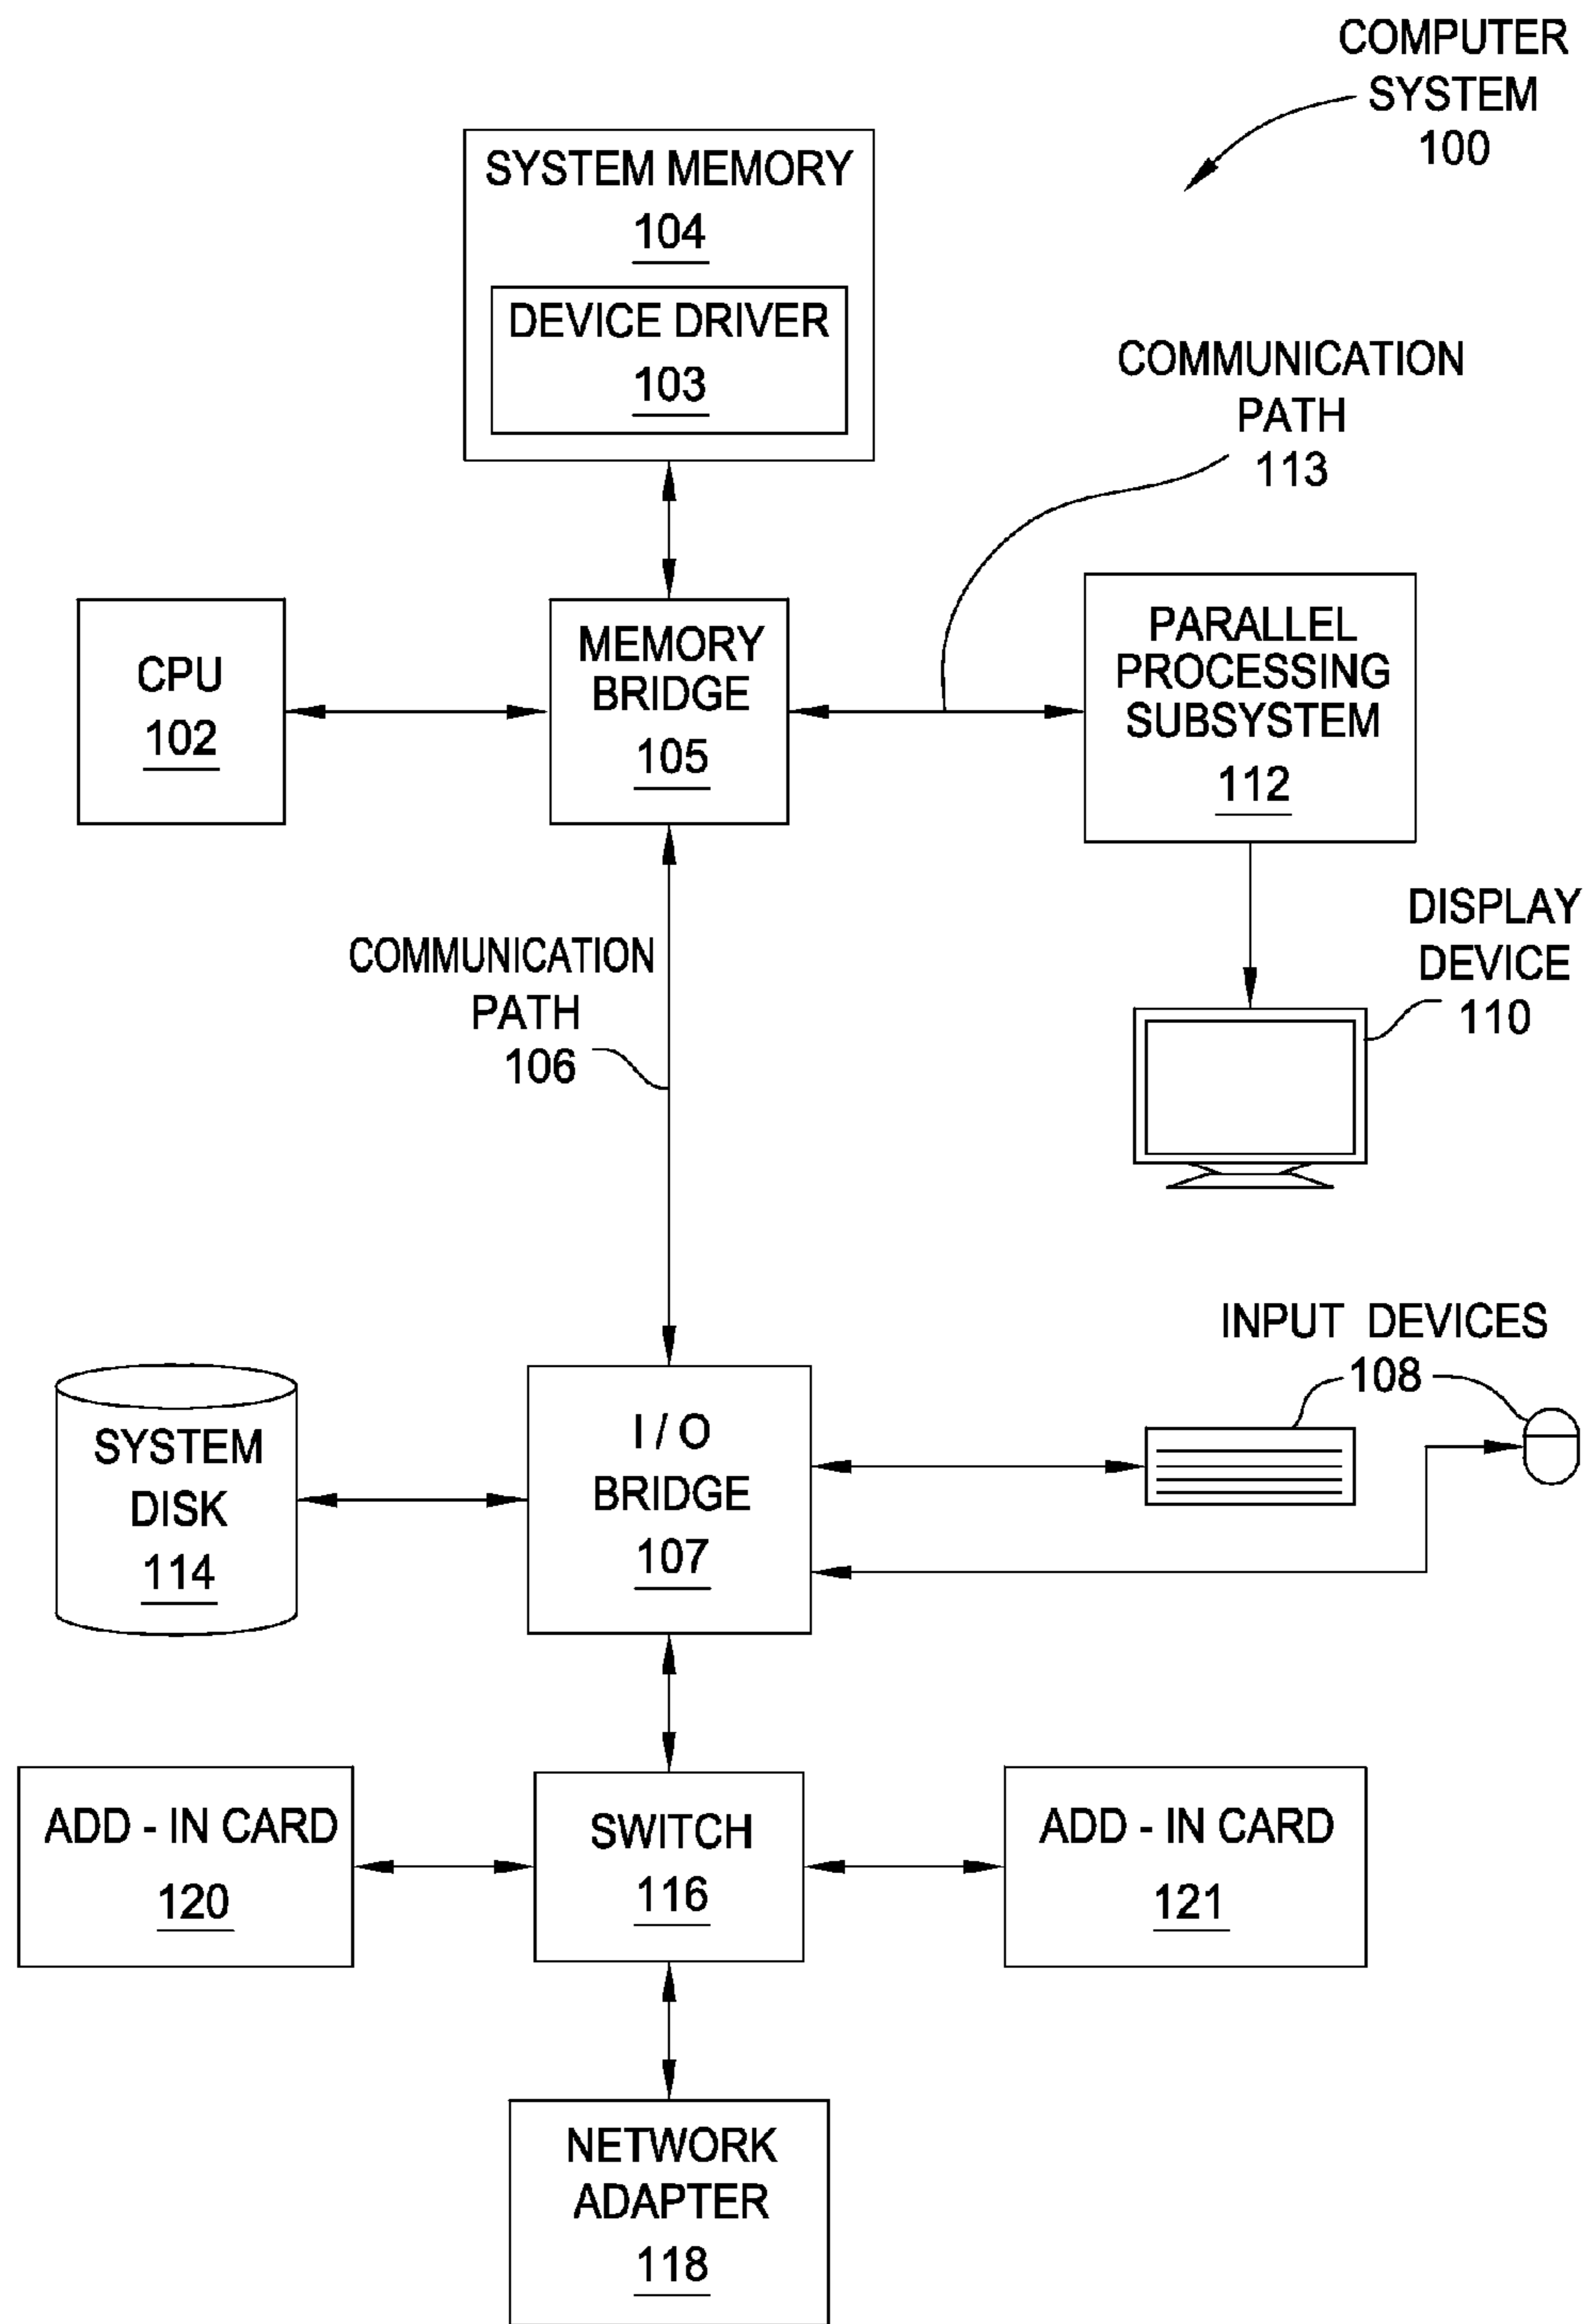 COMPUTER
SYSTEM
100
SYSTEM MEMORY
104
DEVICE DRIVER
103
COMMUNICATION
PATH
113
CPU
102
MEMORY
BRIDGE
105
PARALLEL
PROCESSING
SUBSYSTEM
112
DISPLAY
DEVICE
110
COMMUNICATION
PATH
106
INPUT DEVICES
108
SYSTEM
DISK
114
I / O
BRIDGE
107
ADD - IN CARD
120
SWITCH
116
ADD - IN CARD
121
NETWORK
ADAPTER
118